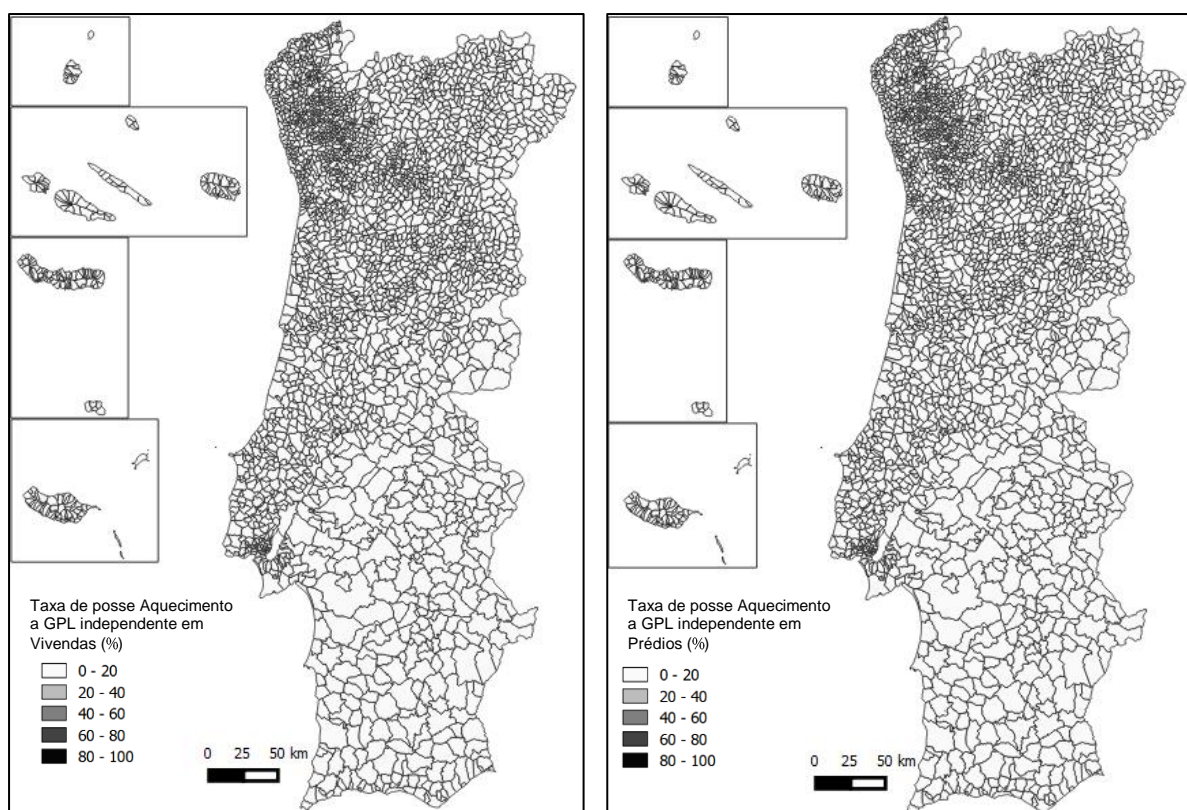 Taxa de posse Aquecimento
a GPL independente em
Vivendas (%)
0 - 20
20 - 40
40 - 60
60 - 80
80 - 100
0 25 50 km
Taxa de posse Aquecimento
a GPL independente em
Prédios (%)
0 - 20
20 - 40
40 - 60
60 - 80
80 - 100
0 25 50 km